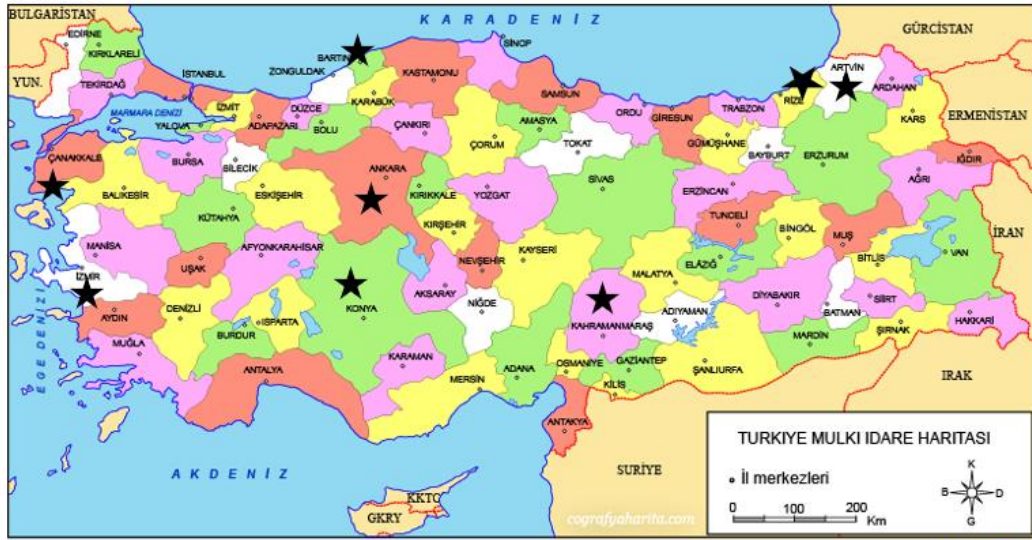 BULGARİSTAN
KARADENİZ
GÜRCİSTAN
EDİRNE
KIRKLARELİ
SİNOP
BARTIN
ZONGULDAK
KASTAMONU
ARTVİN
ARDAHAN
YUN.
TEKİRDAĞ
İSTANBUL
KARABÜK
SAMSUN
RİZE
MARMARA DENİZİ
İZMİT
DÜZCE
ORDU
TRABZON
GİRESUN
KARS
YALOVA
ADAPAZARI
BOLU
ÇANKIRI
AMASYA
ERMENİSTAN
ÇANAKKALE
BURSA
BİLECİK
ÇORUM
TOKAT
GÜMÜŞHANE
BAYBURT
ERZURUM
IĞDIR
ANKARA
BALIKESİR
ESKİŞEHİR
KIRIKKALE
YOZGAT
SİVAS
ERZİNCAN
AĞRI
KÜTAHYA
KIRŞEHİR
TUNCELİ
BİNGÖL
MUŞ
İRAN
MANİSA
AFYONKARAHİSAR
UŞAK
NEVŞEHİR
KAYSERİ
MALATYA
ELAZIĞ
BİTLİS
VAN
İZMİR
AKSARAY
NİĞDE
AYDIN
DENİZLİ
KONYA
KAHRAMANMARAŞ
ADIYAMAN
DİYABAKIR
BATMAN
SİİRT
EGE DENİZİ
BURDUR
ISPARTA
MARDİN
ŞIRNAK
HAKKARİ
MUĞLA
KARAMAN
OSMANİYE
GAZİANTEP
ŞANLIURFA
ANTALYA
MERSİN
ADANA
KİLİS
IRAK
ANTAKYA
AKDENİZ
SURİYE
KKTC
GKRY
cografyaharita.com
TURKIYE MULKI IDARE HARITASI
İl merkezleri
K
B D
G
0 100 200
Km